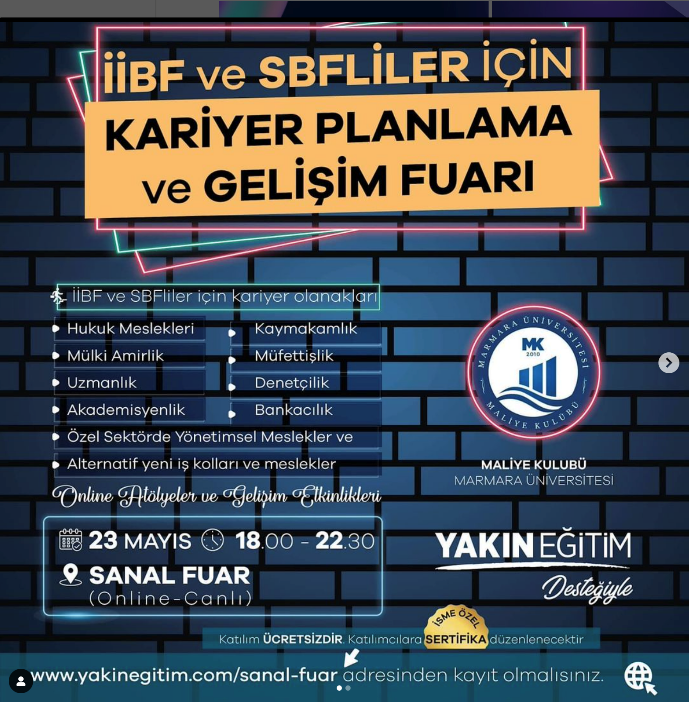 İİBF ve SBFLİLER İÇİN
KARİYER PLANLAMA
ve GELİŞİM FUARI
İİBF ve SBFliler için kariyer olanakları
Hukuk Meslekleri
Kaymakamlık
Mülki Amirlik
Müfettişlik
Uzmanlık
Denetçilik
Akademisyenlik
Bankacılık
Özel Sektörde Yönetimsel Meslekler ve
Alternatif yeni iş kolları ve meslekler
Online Atölyeler ve Gelişim Etkinlikleri
MARMARA ÜNİVERSİTESİ
MK
2010
MALİYE KULÜBÜ
MALİYE KULUBÜ
MARMARA ÜNİVERSİTESİ
23 MAYIS 18.00 - 22.30
SANAL FUAR
(Online-Canlı)
YAKIN EĞİTİM
Desteğiyle
Katılım ÜCRETSİZDİR. Katılımcılara İSME ÖZEL SERTİFİKA düzenlenecektir
www.yakinegitim.com/sanal-fuar adresinden kayıt olmalısınız.